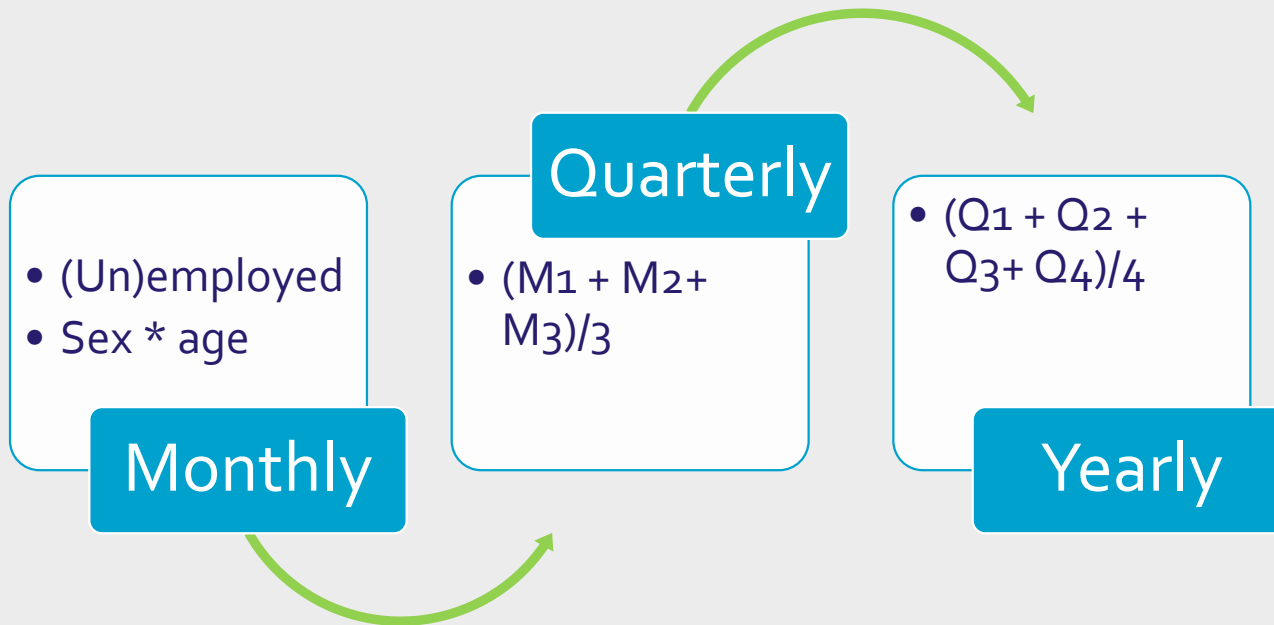 • (Un)employed
• Sex * age
Monthly
Quarterly
• (M1 + M2+
M3)/3
• (Q1 + Q2 +
Q3+ Q4)/4
Yearly